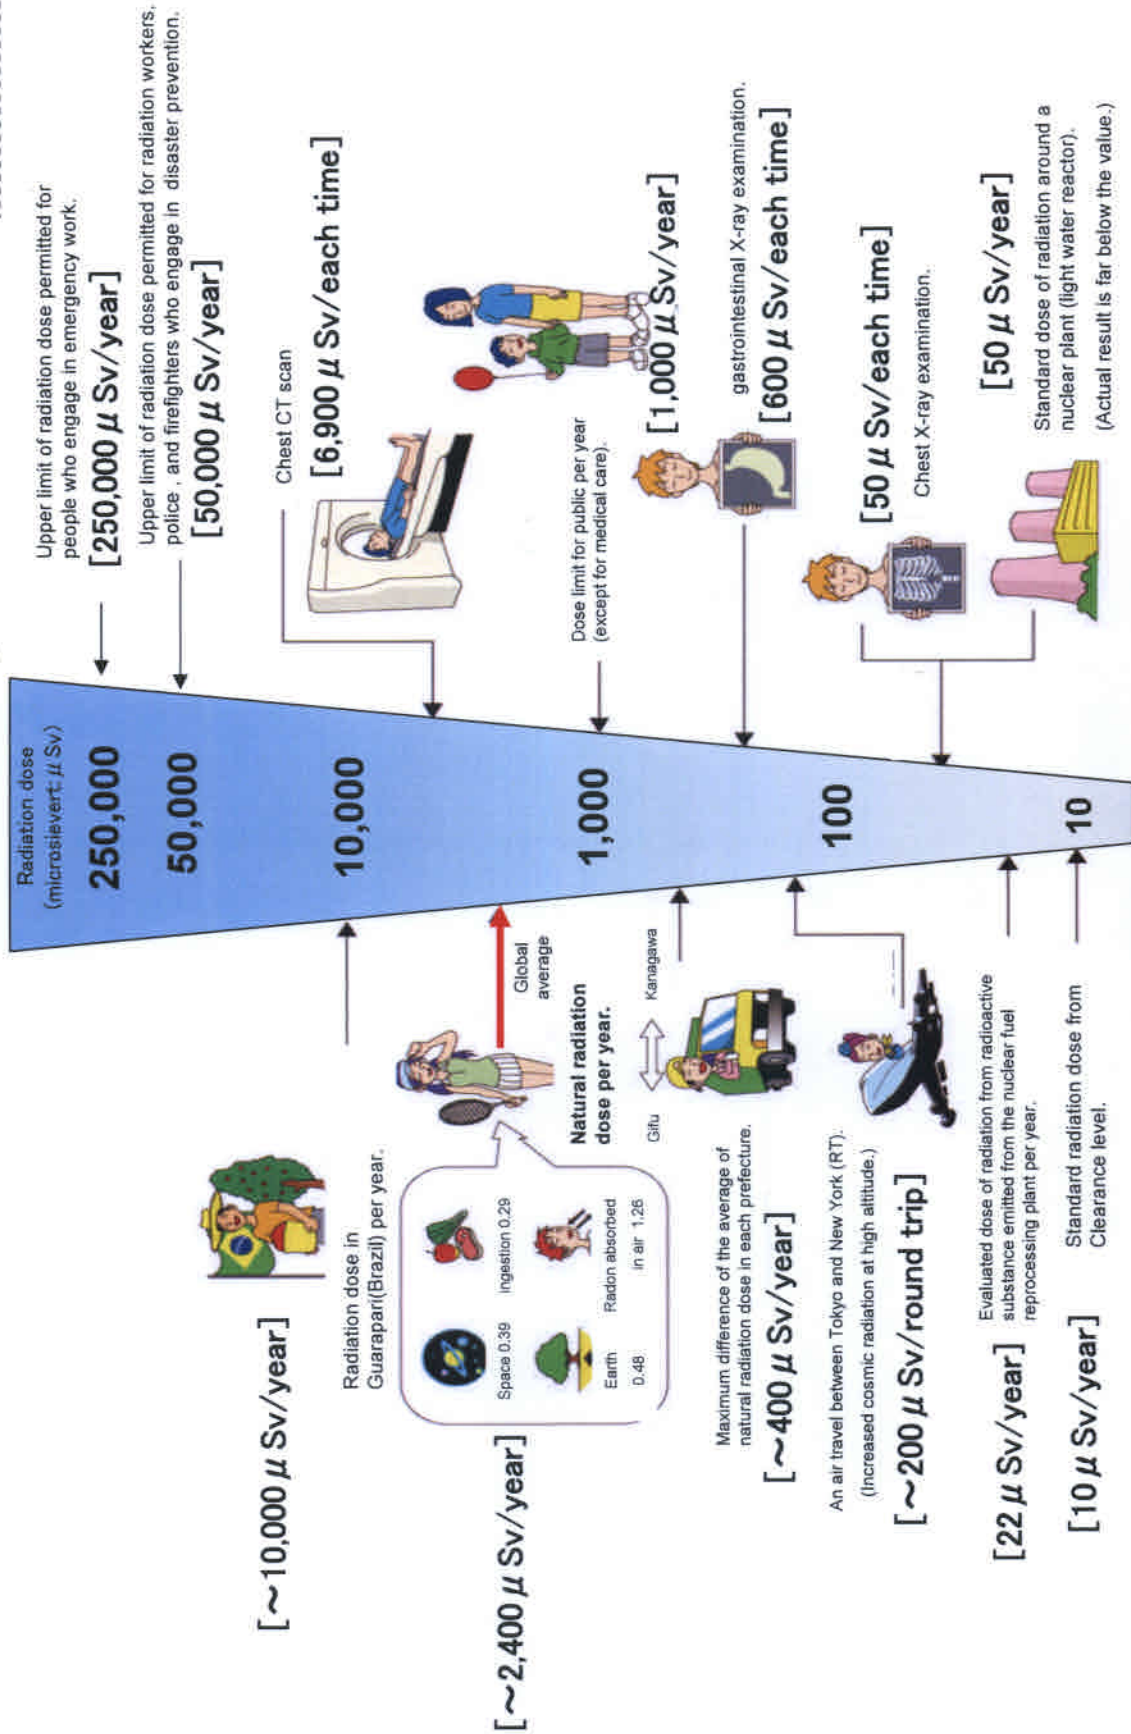 Radiation dose
(microsievert: μ Sv)
250,000
50,000
10,000
1,000
100
10
Upper limit of radiation dose permitted for
people who engage in emergency work.
[250,000 μ Sv/year]
Upper limit of radiation dose permitted for radiation workers,
police , and firefighters who engage in disaster prevention.
[50,000 μ Sv/year]
Chest CT scan
[6,900 μ Sv/each time]
Dose limit for public per year
(except for medical care).
[1,000 μ Sv/year]
gastrointestinal X-ray examination.
[600 μ Sv/each time]
[50 μ Sv/each time]
Chest X-ray examination.
[50 μ Sv/year]
Standard dose of radiation around a
nuclear plant (light water reactor).
(Actual result is far below the value.)
[～10,000 μ Sv/year]
Radiation dose in
Guarapari(Brazil) per year.
[～2,400 μ Sv/year]
Space 0.39
ingestion 0.29
Earth
0.48
Radon absorbed
in air 1.26
Global
average
Natural radiation
dose per year.
Gifu
Kanagawa
Maximum difference of the average of
natural radiation dose in each prefecture.
[～400 μ Sv/year]
An air travel between Tokyo and New York (RT).
(Increased cosmic radiation at high altitude.)
[～200 μ Sv/round trip]
[22 μ Sv/year]
Evaluated dose of radiation from radioactive
substance emitted from the nuclear fuel
reprocessing plant per year.
[10 μ Sv/year]
Standard radiation dose from
Clearance level.